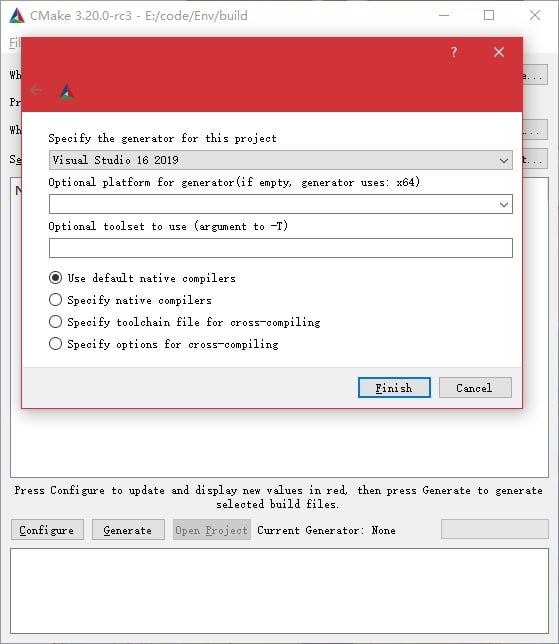 CMake 3.20.0-rc3 - E:/code/Env/build
Specify the generator for this project
Visual Studio 16 2019
Optional platform for generator(if empty, generator uses: x64)
Optional toolset to use (argument to -T)
Use default native compilers
Specify native compilers
Specify toolchain file for cross-compiling
Specify options for cross-compiling
Finish
Cancel
Press Configure to update and display new values in red, then press Generate to generate
selected build files.
Configure
Generate
Open Project
Current Generator: None